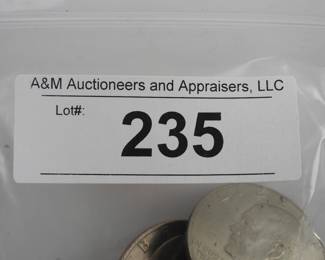 A&M Auctioneers and Appraisers, LLC
Lot#:
235